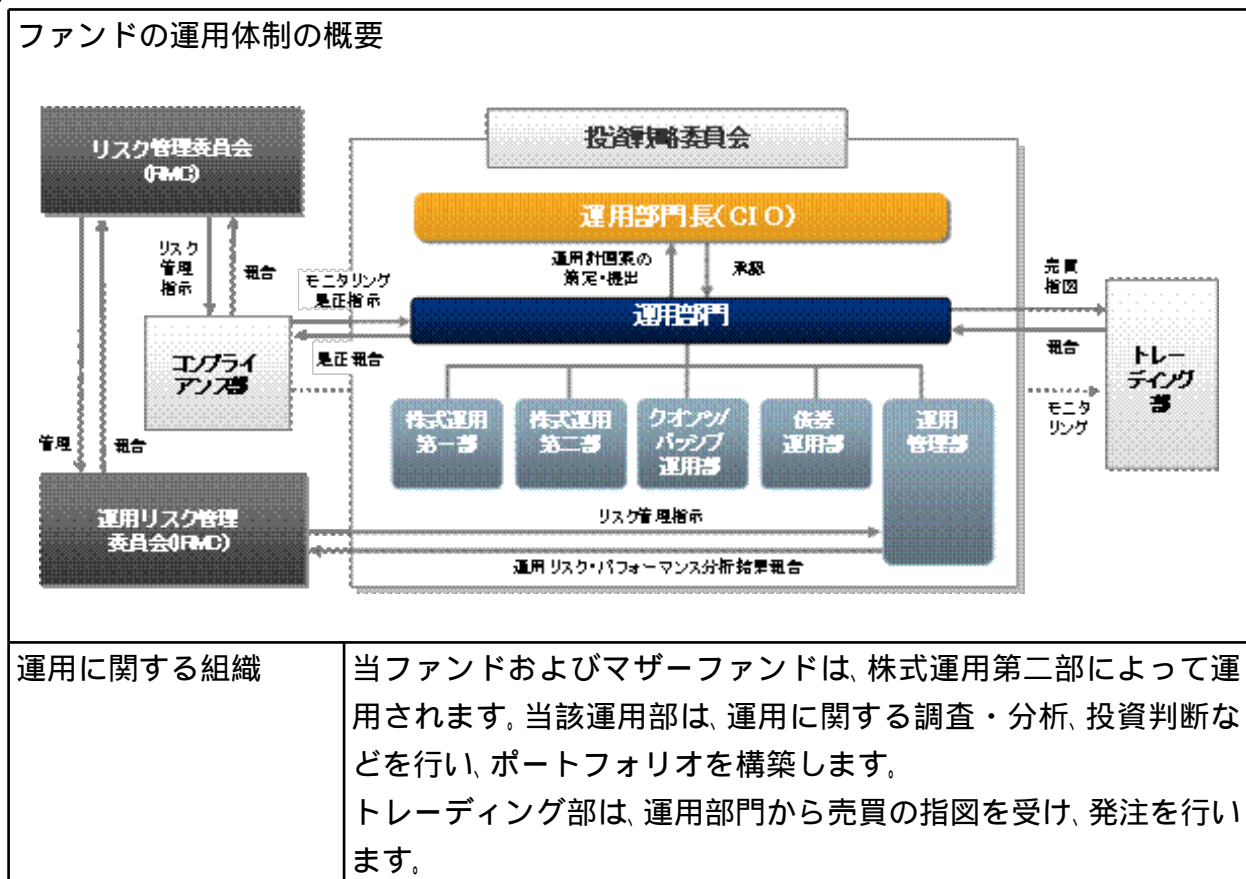 ファンドの運用体制の概要
投資戦略委員会
リスク管理委員会
(RMC)
運用部門長(CIO)
リスク
管理
指示
報告
運用計画案の
策定・提出
承認
モニタリング
是正指示
売買
指図
運用部門
コンプライ
アンス部
是正報告
報告
トレー
ディング
部
モニタ
リング
株式運用
第一部
株式運用
第二部
クオンツ/
パッシブ
運用部
債券
運用部
運用
管理部
管理
報告
運用リスク管理
委員会(IRMC)
リスク管理指示
運用リスク・パフォーマンス分析結果報告
運用に関する組織
当ファンドおよびマザーファンドは、株式運用第二部によって運
用されます。当該運用部は、運用に関する調査・分析、投資判断な
どを行い、ポートフォリオを構築します。
トレーディング部は、運用部門から売買の指図を受け、発注を行い
ます。